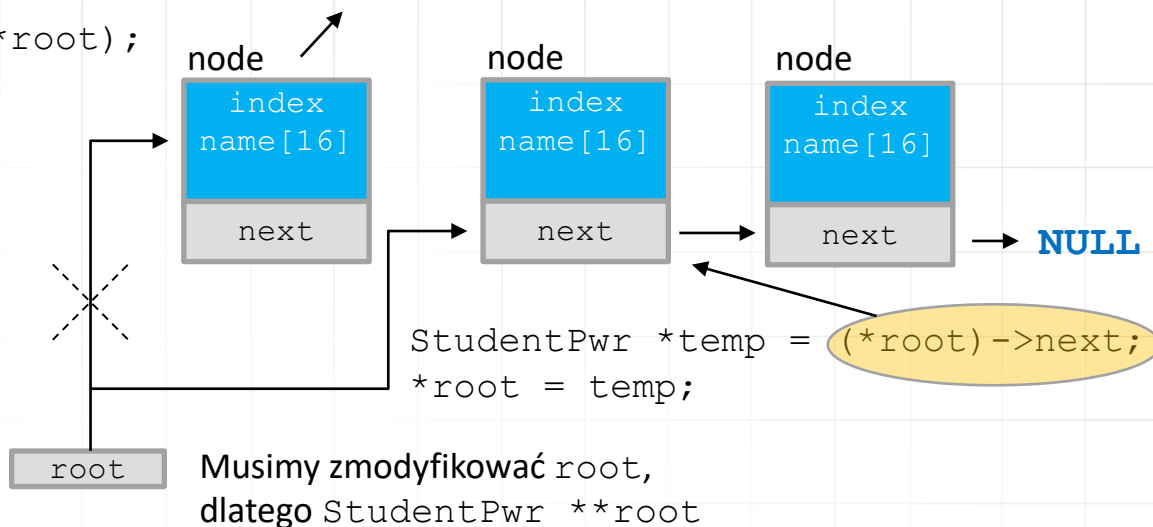 *root);
node
node
node
index
name[16]
next
index
name[16]
next
index
name[16]
next
NULL
StudentPwr *temp = (*root)->next;
*root = temp;
root
Musimy zmodyfikować root,
dlatego StudentPwr **root